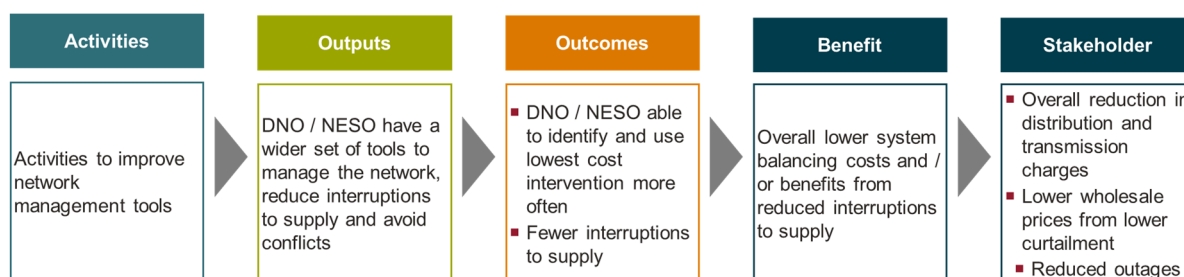 Activities
Activities to improve
network
management tools
Outputs
DNO / NESO have a
wider set of tools to
manage the network,
reduce interruptions
to supply and avoid
conflicts
Outcomes
DNO / NESO able
to identify and use
lowest cost
intervention more
often
Fewer interruptions
to supply
Benefit
Overall lower system
balancing costs and /
or benefits from
reduced interruptions
to supply
Stakeholder
Overall reduction in
distribution and
transmission
charges
Lower wholesale
prices from lower
curtailment
Reduced outages